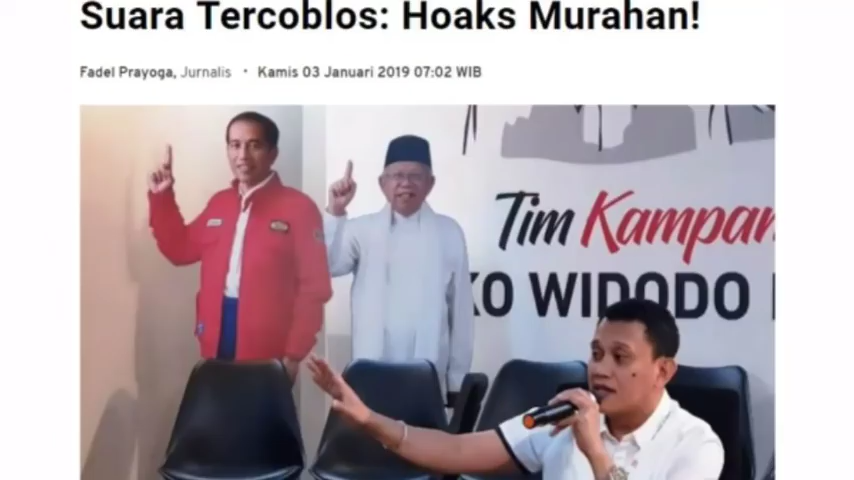 Suara Tercoblos: Hoaks Murahan!
Fadel Prayoga, Jurnalis • Kamis 03 Januari 2019 07:02 WIB
Tim Kampan
KO WIDODO